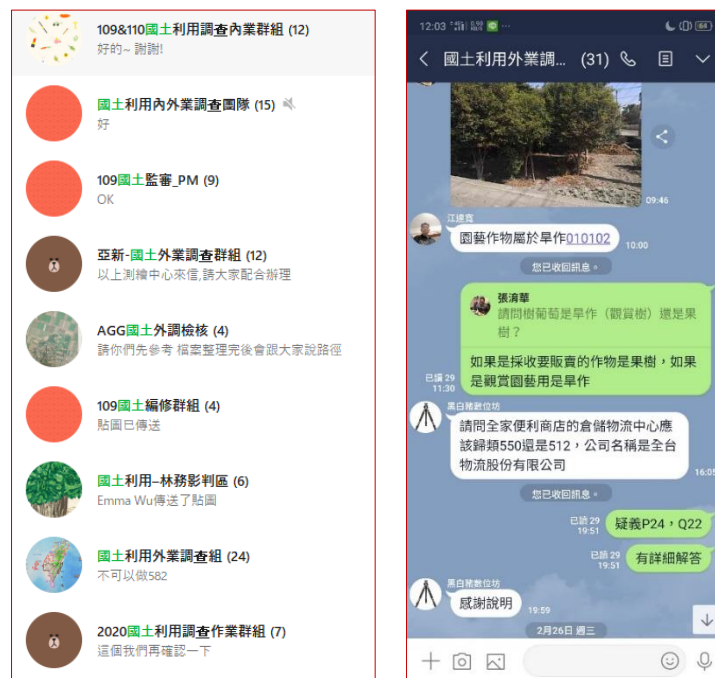 109&110國土利用調查內業群組 (12)
好的~ 謝謝!
國土利用內外業調查團隊 (15)
好
109國土監審_PM (9)
OK
亞新-國土外業調查群組 (12)
以上測繪中心來信,請大家配合辦理
AGG國土外調檢核 (4)
請你們先參考 檔案整理完後會跟大家說路徑
109國土編修群組 (4)
貼圖已傳送
國土利用–林務影判區 (6)
Emma Wu傳送了貼圖
國土利用外業調查組 (24)
不可以做582
2020國土利用調查作業群組 (7)
這個我們再確認一下
12:03
64
國土利用外業調... (31)
09:46
園藝作物屬於旱作010102
10:00
您已收回訊息。
張淯華
請問樹葡萄是旱作（觀賞樹）還是果
樹？
如果是採收要販賣的作物是果樹，如果
是觀賞園藝用是旱作
已讀 29
11:30
黑白豬數位坊
請問全家便利商店的倉儲物流中心應
該歸類550還是512，公司名稱是全台
物流股份有限公司
16:05
您已收回訊息。
已讀 29
19:51
疑義P24，Q22
已讀 29
19:51
有詳細解答
黑白豬數位坊
感謝說明
19:59
2月26日 週三